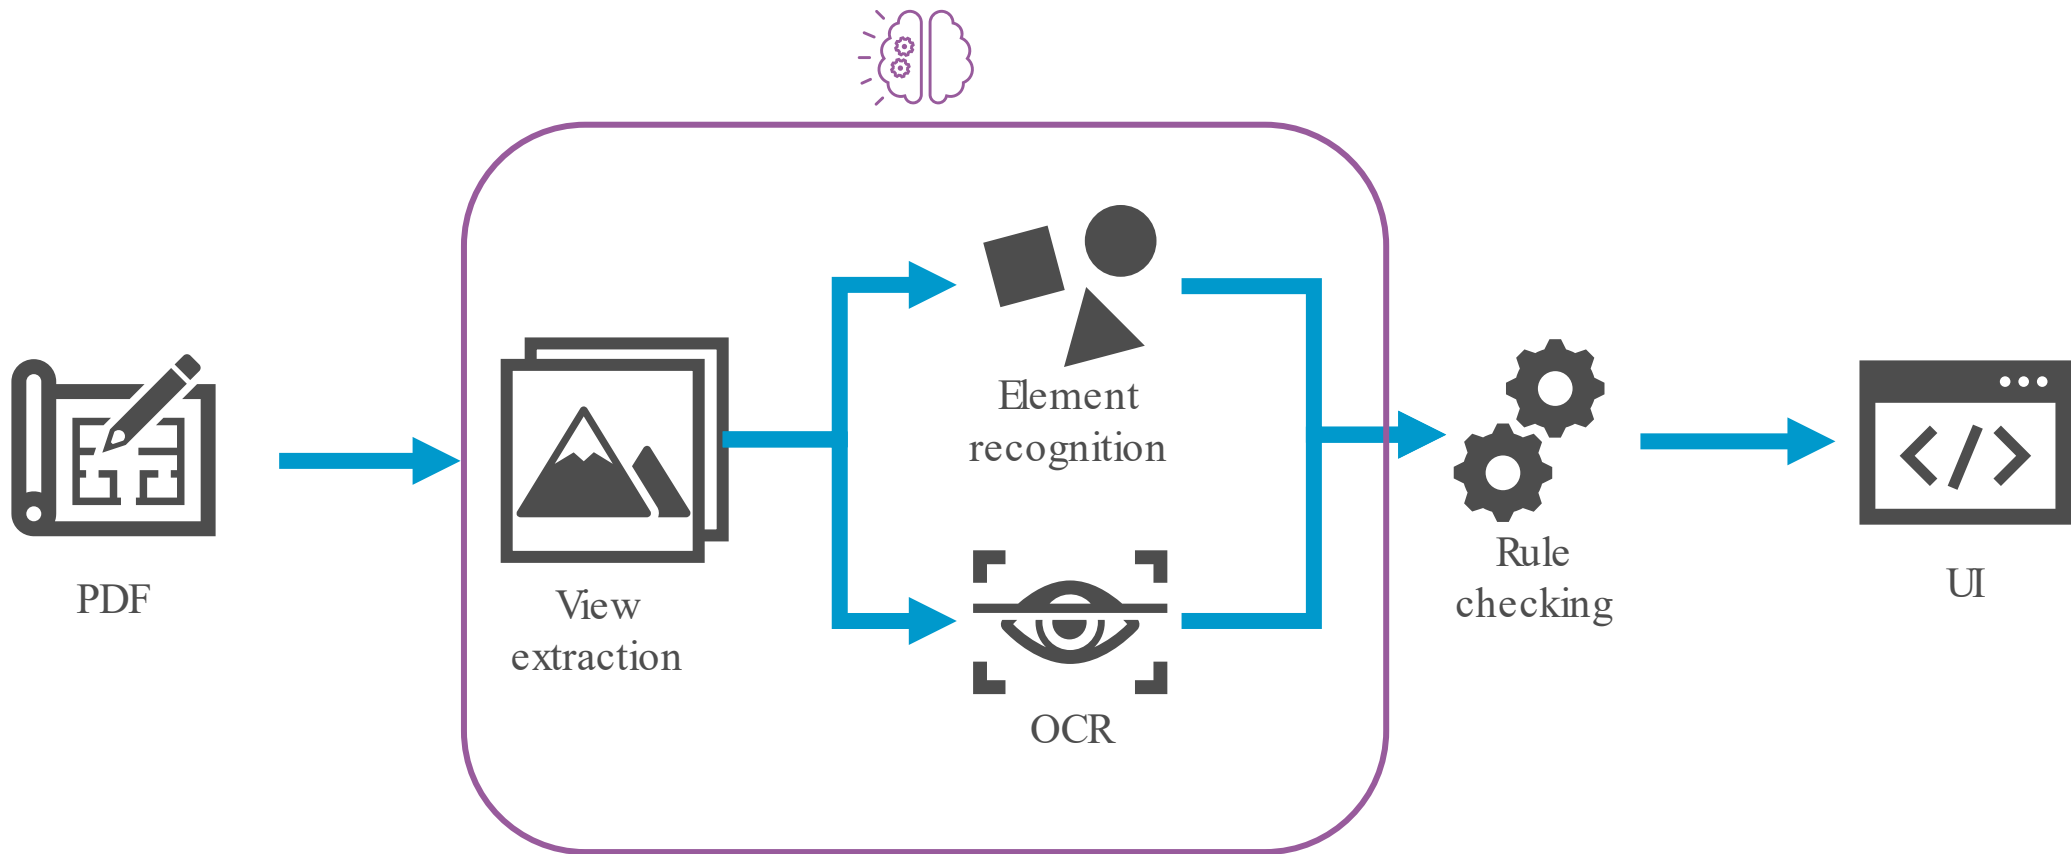 PDF
View
extraction
Element
recognition
OCR
Rule
checking
UI